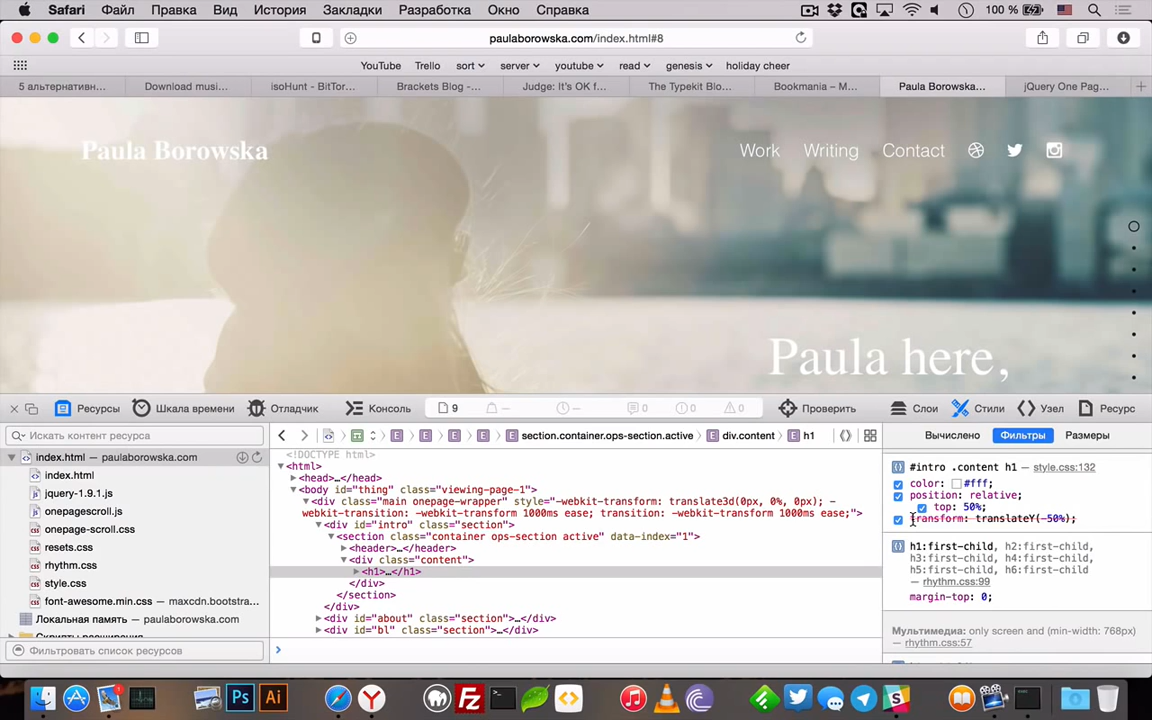 Safari Файл Правка Вид История Закладки Разработка Окно Справка 100 %
paulaborowska.com/index.html#8
YouTube Trello sort server youtube read genesis holiday cheer
5 альтернативн... Download musi... isoHunt - BitTor... Brackets Blog -... Judge: It's OK f... The Typekit Blo... Bookmania – M... Paula Borowska... jQuery One Pag...
Paula Borowska Work Writing Contact
Paula here,
Ресурсы Шкала времени Отладчик Консоль 9 — — 0 0 0 Проверить Слои Стили Узел Ресурс
Искать контент ресурса E E E E E section.container.ops-section.active E div.content E h1 Вычислено Фильтры Размеры
index.html — paulaborowska.com
index.html
jquery-1.9.1.js
onepagescroll.js
onepage-scroll.css
resets.css
rhythm.css
style.css
font-awesome.min.css — maxcdn.bootstra...
Локальная память — paulaborowska.com
Скрипты расширения
Фильтровать список ресурсов
<!DOCTYPE html>
<html>
<head>…</head>
<body id="thing" class="viewing-page-1">
<div class="main onepage-wrapper" style="-webkit-transform: translate3d(0px, 0%, 0px); -
webkit-transition: -webkit-transform 1000ms ease; transition: -webkit-transform 1000ms ease;">
<div id="intro" class="section">
<section class="container ops-section active" data-index="1">
<header>…</header>
<div class="content">
<h1>…</h1>
</div>
</section>
</div>
<div id="about" class="section">…</div>
<div id="bl" class="section">…</div>
#intro .content h1 — style.css:132
color: #fff;
position: relative;
top: 50%;
transform: translateY(-50%);
h1:first-child, h2:first-child,
h3:first-child, h4:first-child,
h5:first-child, h6:first-child
— rhythm.css:99
margin-top: 0;
Мультимедиа: only screen and (min-width: 768px)
— rhythm.css:57
1
Ps Ai Y Fz